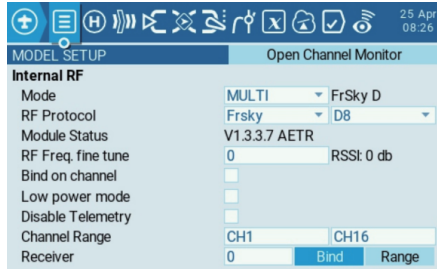 25 Apr
08:26
MODEL SETUP Open Channel Monitor
Internal RF
Mode MULTI FrSky D
RF Protocol Frsky D8
Module Status V1.3.3.7 AETR
RF Freq. fine tune 0 RSSI: 0 db
Bind on channel
Low power mode
Disable Telemetry
Channel Range CH1 CH16
Receiver 0 Bind Range